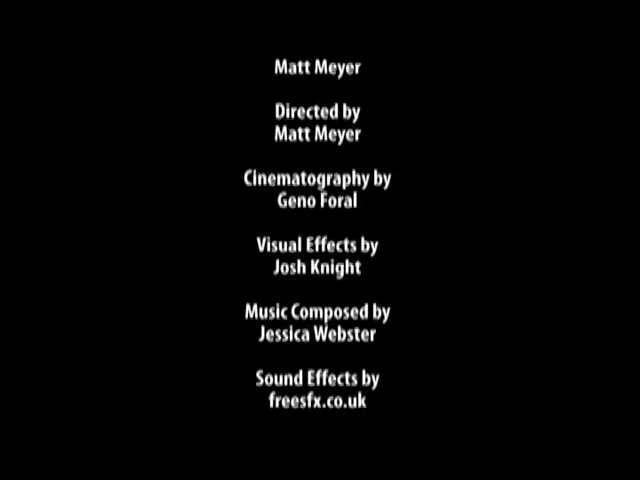 Matt Meyer
Directed by
Matt Meyer
Cinematography by
Geno Foral
Visual Effects by
Josh Knight
Music Composed by
Jessica Webster
Sound Effects by
freesfx.co.uk